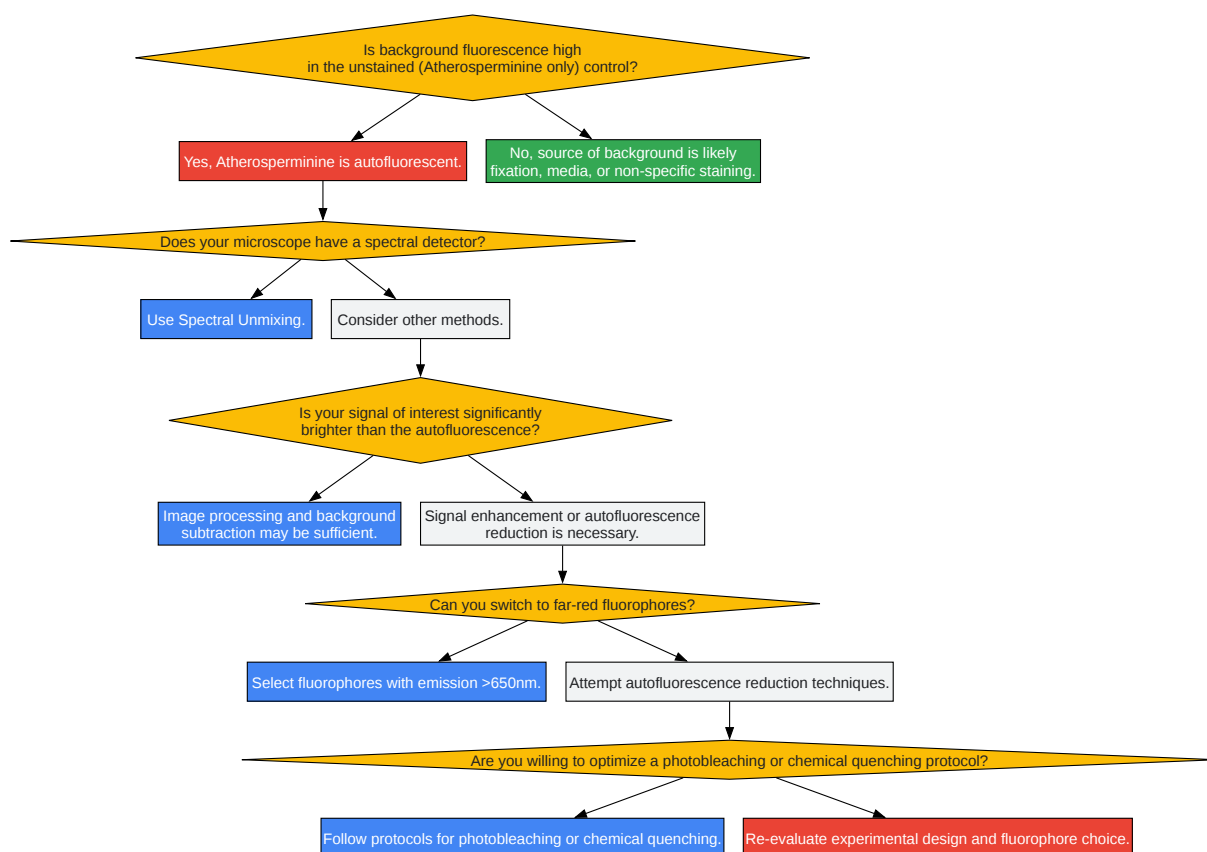 Is background fluorescence high
in the unstained (Atherosperminine only) control?
Yes, Atherosperminine is autofluorescent.
No, source of background is likely
fixation, media, or non-specific staining.
Does your microscope have a spectral detector?
Use Spectral Unmixing.
Consider other methods.
Is your signal of interest significantly
brighter than the autofluorescence?
Image processing and background
subtraction may be sufficient.
Signal enhancement or autofluorescence
reduction is necessary.
Can you switch to far-red fluorophores?
Select fluorophores with emission >650nm.
Attempt autofluorescence reduction techniques.
Are you willing to optimize a photobleaching or chemical quenching protocol?
Follow protocols for photobleaching or chemical quenching.
Re-evaluate experimental design and fluorophore choice.